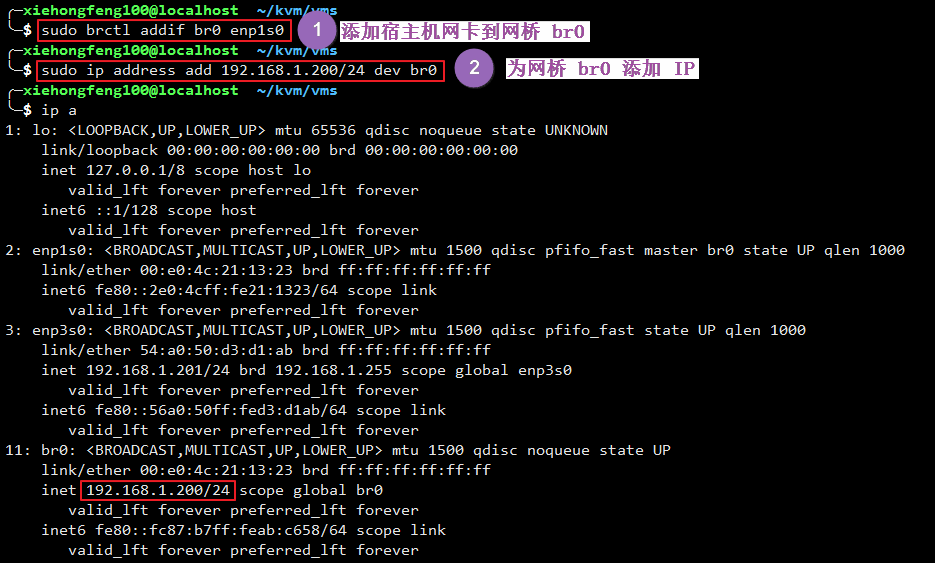 ╭─xiehongfeng100@localhost ~/kvm/vms
╰─$ sudo brctl addif br0 enp1s0 1 添加宿主机网卡到网桥 br0
╭─xiehongfeng100@localhost ~/kvm/vms
╰─$ sudo ip address add 192.168.1.200/24 dev br0 2 为网桥 br0 添加 IP
╭─xiehongfeng100@localhost ~/kvm/vms
╰─$ ip a
1: lo: <LOOPBACK,UP,LOWER_UP> mtu 65536 qdisc noqueue state UNKNOWN
link/loopback 00:00:00:00:00:00 brd 00:00:00:00:00:00
inet 127.0.0.1/8 scope host lo
valid_lft forever preferred_lft forever
inet6 ::1/128 scope host
valid_lft forever preferred_lft forever
2: enp1s0: <BROADCAST,MULTICAST,UP,LOWER_UP> mtu 1500 qdisc pfifo_fast master br0 state UP qlen 1000
link/ether 00:e0:4c:21:13:23 brd ff:ff:ff:ff:ff:ff
inet6 fe80::2e0:4cff:fe21:1323/64 scope link
valid_lft forever preferred_lft forever
3: enp3s0: <BROADCAST,MULTICAST,UP,LOWER_UP> mtu 1500 qdisc pfifo_fast state UP qlen 1000
link/ether 54:a0:50:d3:d1:ab brd ff:ff:ff:ff:ff:ff
inet 192.168.1.201/24 brd 192.168.1.255 scope global enp3s0
valid_lft forever preferred_lft forever
inet6 fe80::56a0:50ff:fed3:d1ab/64 scope link
valid_lft forever preferred_lft forever
11: br0: <BROADCAST,MULTICAST,UP,LOWER_UP> mtu 1500 qdisc noqueue state UP
link/ether 00:e0:4c:21:13:23 brd ff:ff:ff:ff:ff:ff
inet 192.168.1.200/24 scope global br0
valid_lft forever preferred_lft forever
inet6 fe80::fc87:b7ff:feab:c658/64 scope link
valid_lft forever preferred_lft forever